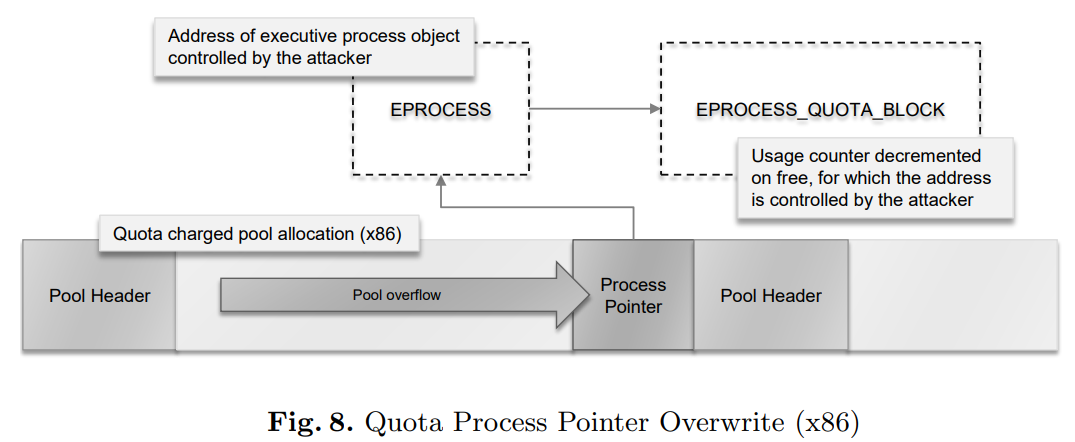 Address of executive process object
controlled by the attacker
EPROCESS
EPROCESS_QUOTA_BLOCK
Usage counter decremented
on free, for which the address
is controlled by the attacker
Quota charged pool allocation (x86)
Pool Header
Pool overflow
Process
Pointer
Pool Header
Fig. 8. Quota Process Pointer Overwrite (x86)